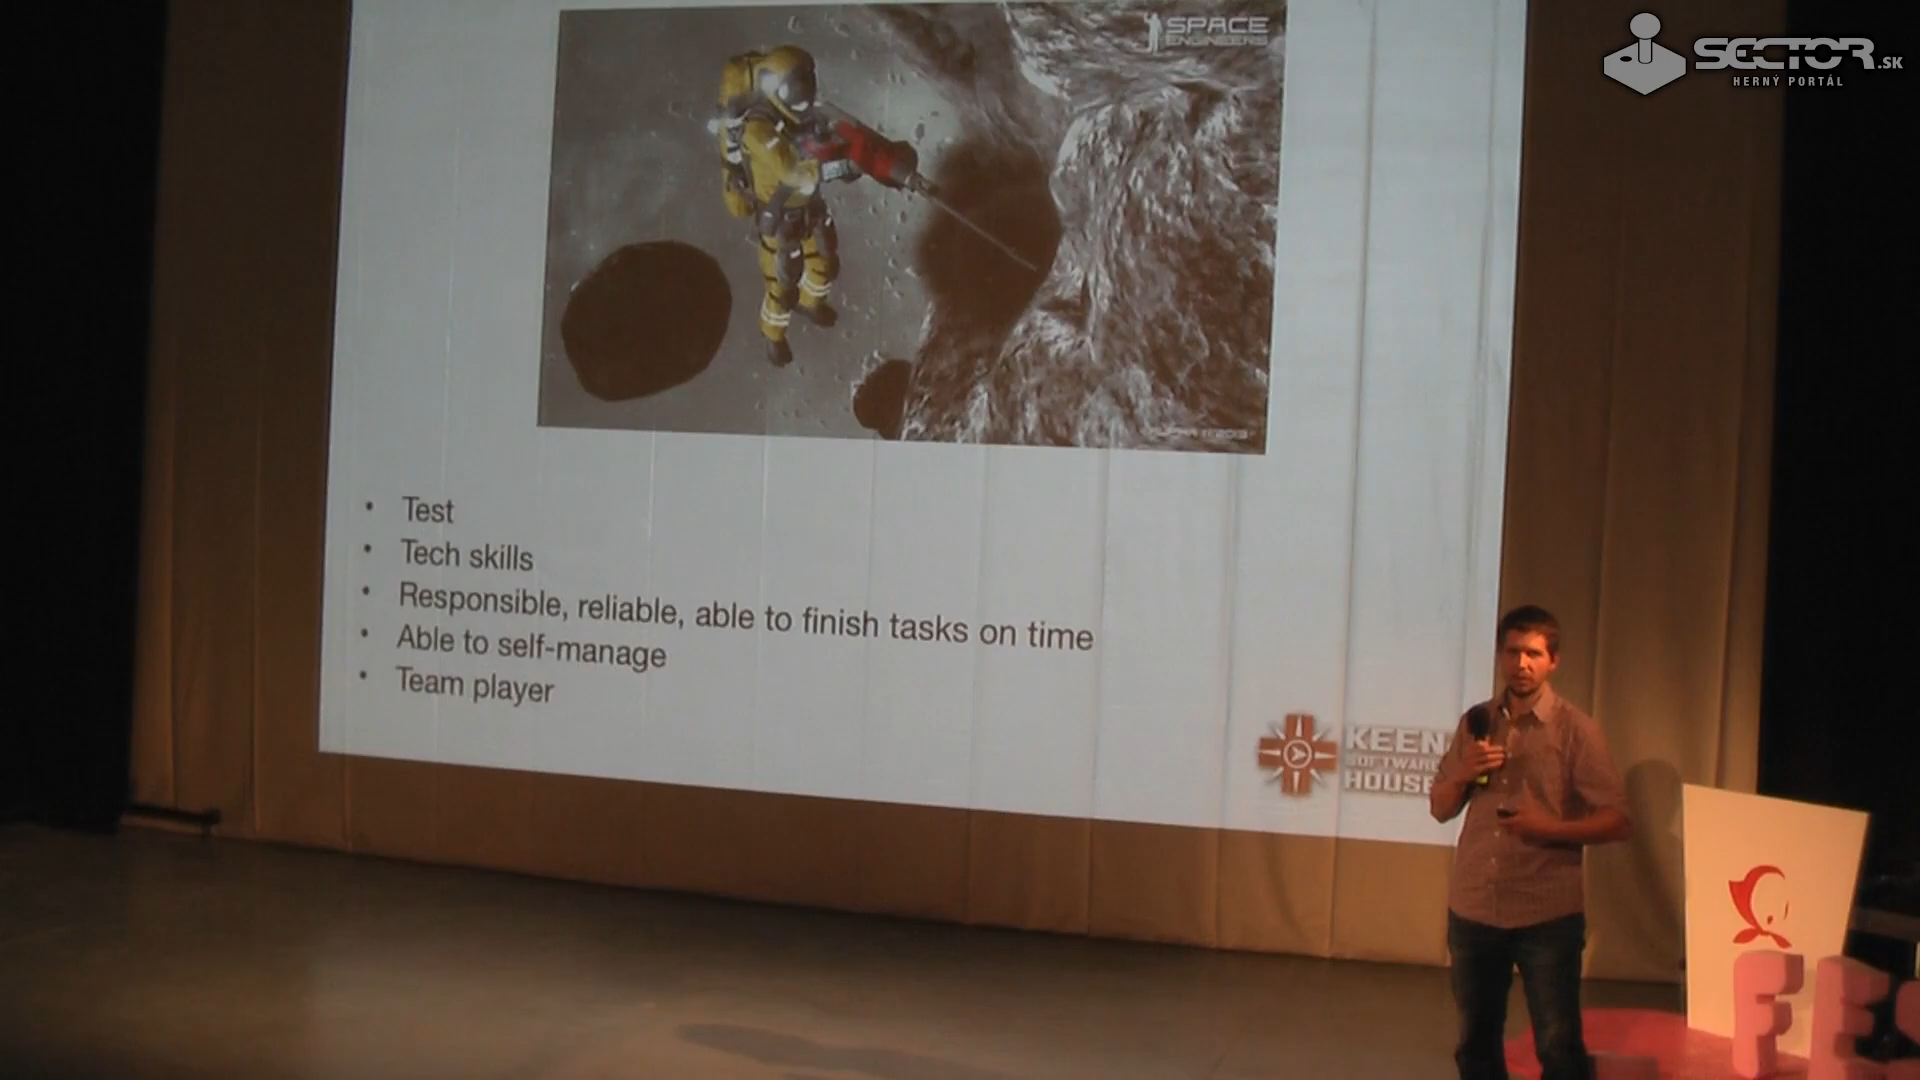 SPACE
ENGINEERS
SECTOR.SK
HERNÝ PORTÁL
• Test
• Tech skills
• Responsible, reliable, able to finish tasks on time
• Able to self-manage
• Team player
KEEN
SOFTWARE
HOUSE
FES